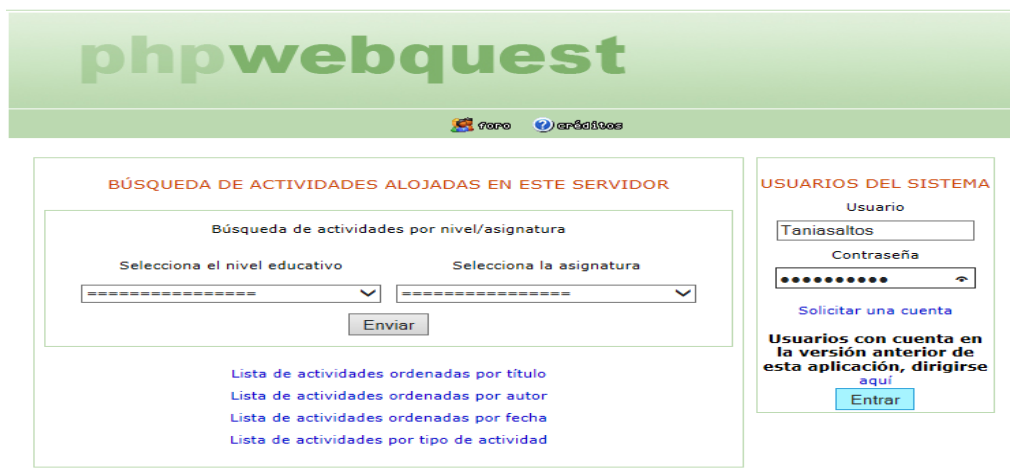 phpwebquest
foro créditos
BÚSQUEDA DE ACTIVIDADES ALOJADAS EN ESTE SERVIDOR
Búsqueda de actividades por nivel/asignatura
Selecciona el nivel educativo Selecciona la asignatura
================ ================
Enviar
Lista de actividades ordenadas por título
Lista de actividades ordenadas por autor
Lista de actividades ordenadas por fecha
Lista de actividades por tipo de actividad
USUARIOS DEL SISTEMA
Usuario
Taniasaltos
Contraseña
●●●●●●●●●●
Solicitar una cuenta
Usuarios con cuenta en
la versión anterior de
esta aplicación, dirigirse
aquí
Entrar